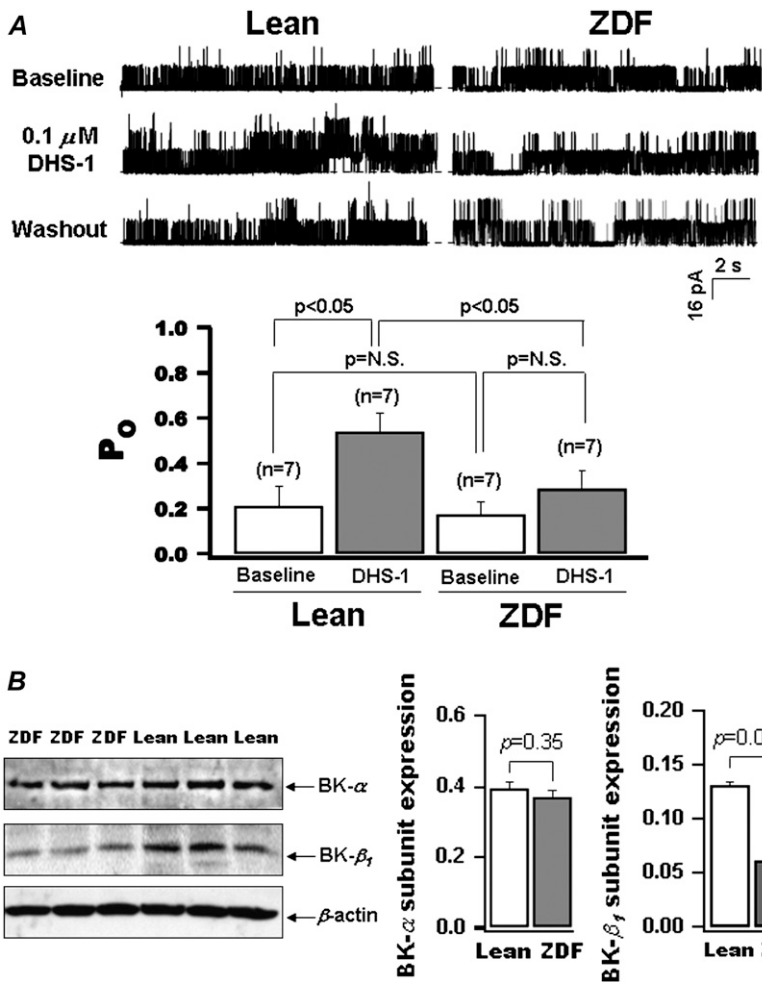 A
Lean ZDF
Baseline
0.1 μM
DHS-1
Washout
2 s
16 pA
p<0.05 p<0.05
p=N.S. p=N.S.
(n=7)
(n=7) (n=7) (n=7)
Po
1.0
0.8
0.6
0.4
0.2
0.0
Baseline DHS-1 Baseline DHS-1
Lean ZDF
B
ZDF ZDF ZDF Lean Lean Lean
BK-α
BK-β1
β-actin
BK-α subunit expression
0.6
0.4
0.2
0.0
p=0.35
Lean ZDF
BK-β1 subunit expression
0.20
0.15
0.10
0.05
0.00
Lean